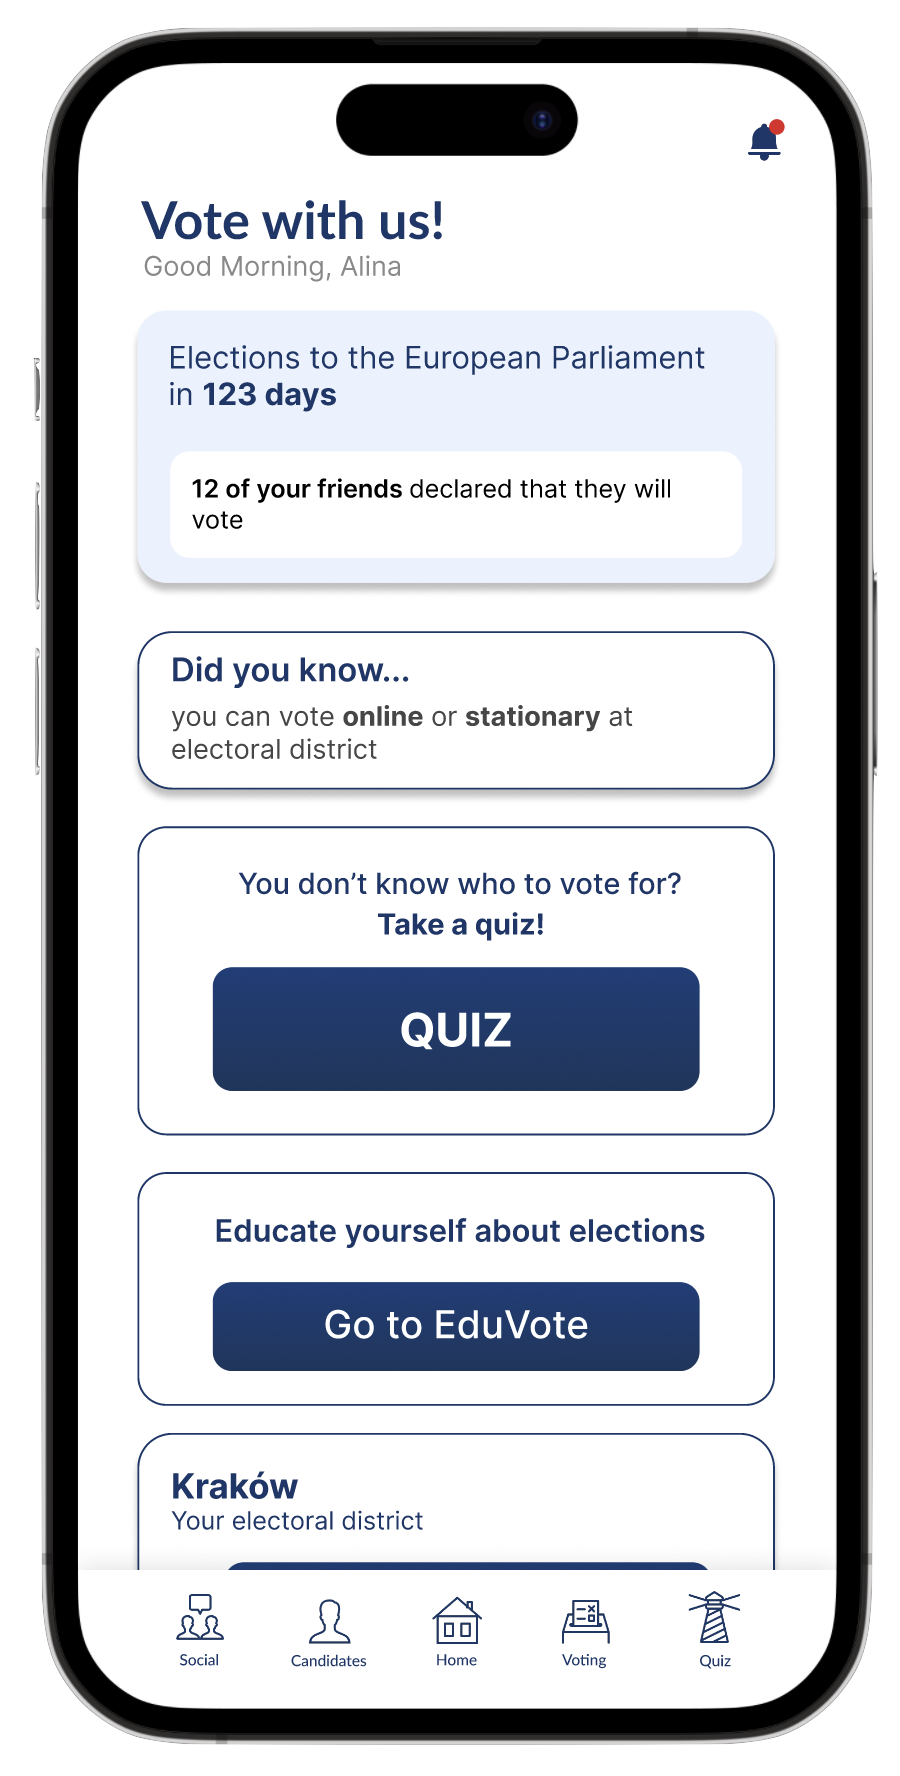 Vote with us!
Good Morning, Alina
Elections to the European Parliament
in 123 days
12 of your friends declared that they will
vote
Did you know...
you can vote online or stationary at
electoral district
You don’t know who to vote for?
Take a quiz!
QUIZ
Educate yourself about elections
Go to EduVote
Kraków
Your electoral district
Social
Candidates
Home
Voting
Quiz